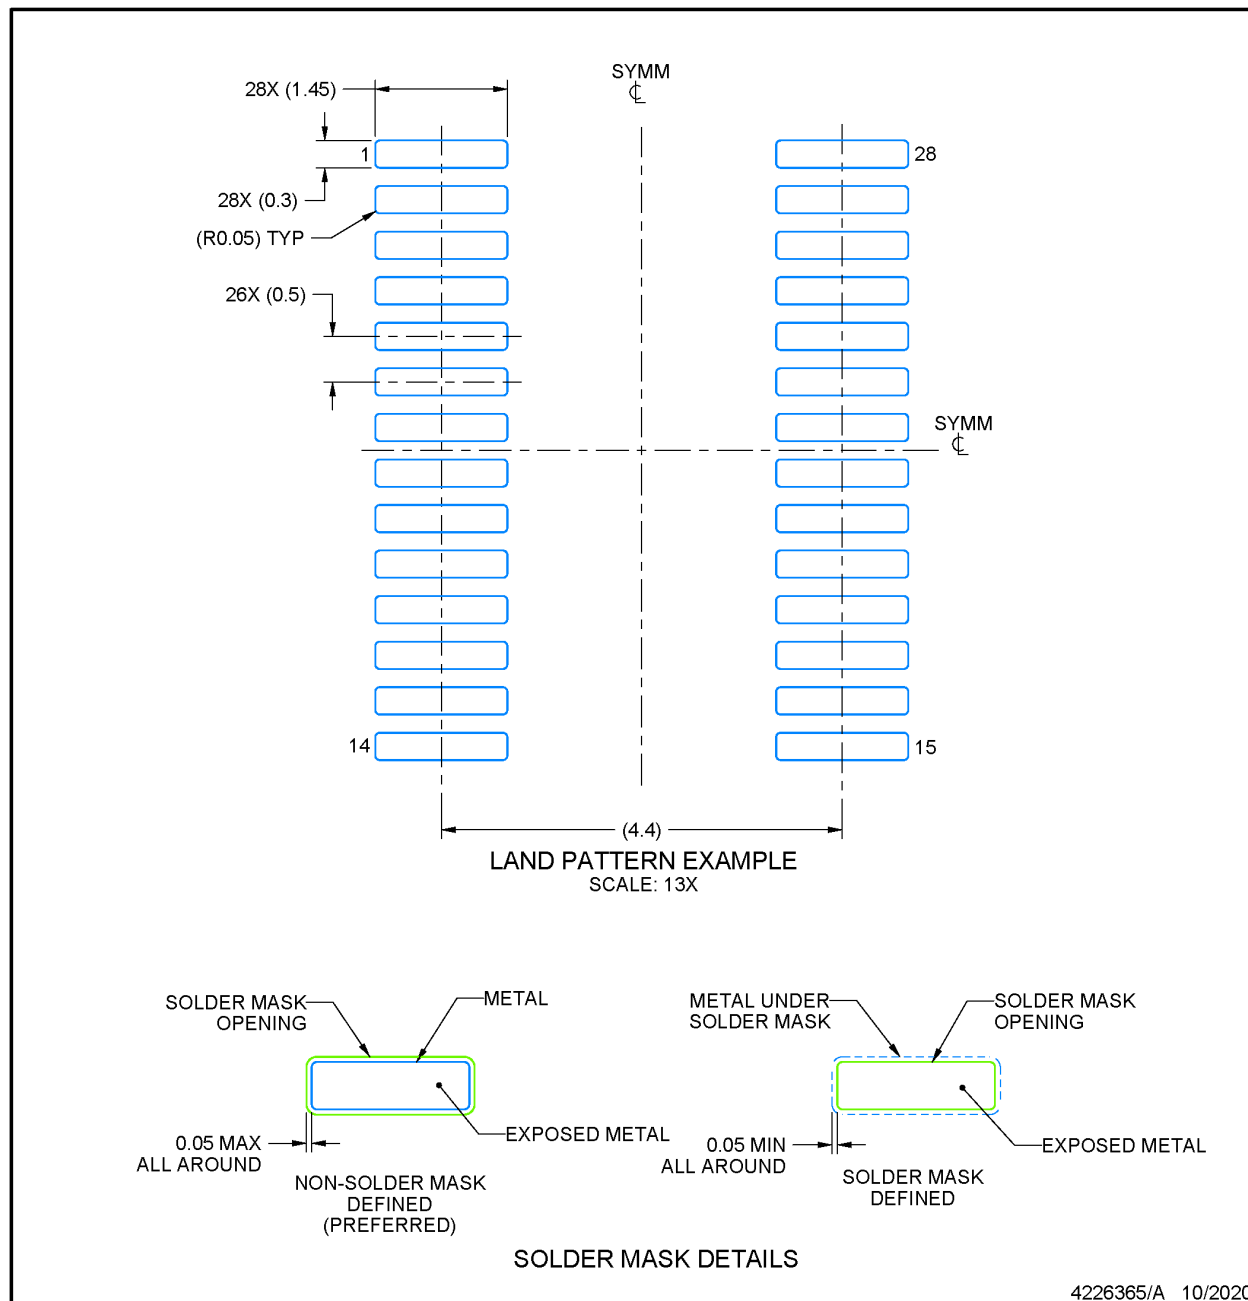 SYMM
℄
28X (1.45)
1
28
28X (0.3)
(R0.05) TYP
26X (0.5)
SYMM
℄
14
15
(4.4)
LAND PATTERN EXAMPLE
SCALE: 13X
SOLDER MASK
OPENING
METAL
EXPOSED METAL
0.05 MAX
ALL AROUND
NON-SOLDER MASK
DEFINED
(PREFERRED)
METAL UNDER
SOLDER MASK
SOLDER MASK
OPENING
EXPOSED METAL
0.05 MIN
ALL AROUND
SOLDER MASK
DEFINED
SOLDER MASK DETAILS
4226365/A 10/2020